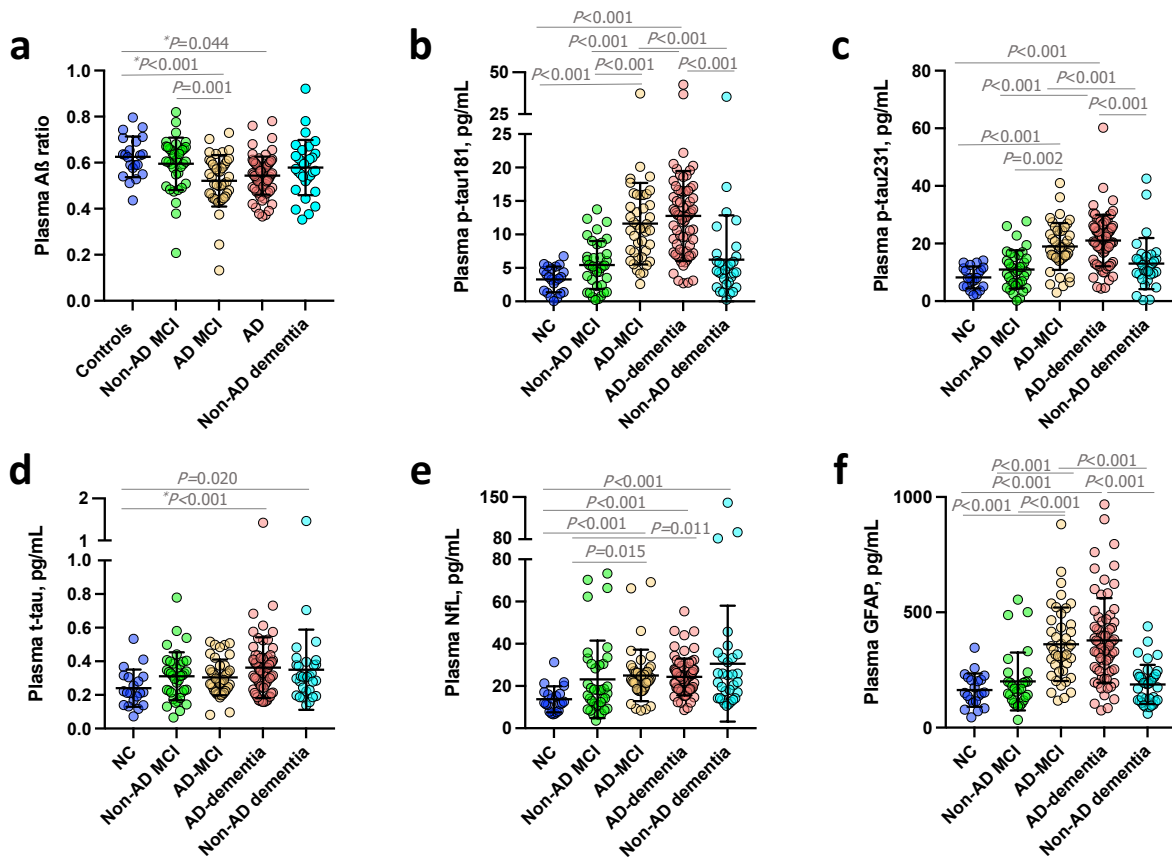 a
*P=0.044
*P<0.001
P=0.001
Plasma Aß ratio
1.0
0.8
0.6
0.4
0.2
0.0
Controls
Non-AD MCI
AD MCI
AD
Non-AD dementia
b
P<0.001
P<0.001
P<0.001
P<0.001
P<0.001
P<0.001
Plasma p-tau181, pg/mL
50
25
25
20
15
10
5
0
NC
Non-AD MCI
AD-MCI
AD-dementia
Non-AD dementia
c
P<0.001
P<0.001
P<0.001
P<0.001
P<0.001
P=0.002
Plasma p-tau231, pg/mL
80
60
40
20
0
NC
Non-AD MCI
AD-MCI
AD-dementia
Non-AD dementia
d
P=0.020
*P<0.001
Plasma t-tau, pg/mL
2
1
1.0
0.8
0.6
0.4
0.2
0.0
NC
Non-AD MCI
AD-MCI
AD-dementia
Non-AD dementia
e
P<0.001
P<0.001
P<0.001
P=0.011
P=0.015
Plasma NfL, pg/mL
150
80
80
60
40
20
0
NC
Non-AD MCI
AD-MCI
AD-dementia
Non-AD dementia
f
P<0.001
P<0.001
P<0.001
P<0.001
P<0.001
P<0.001
Plasma GFAP, pg/mL
1000
500
0
NC
Non-AD MCI
AD-MCI
AD-dementia
Non-AD dementia